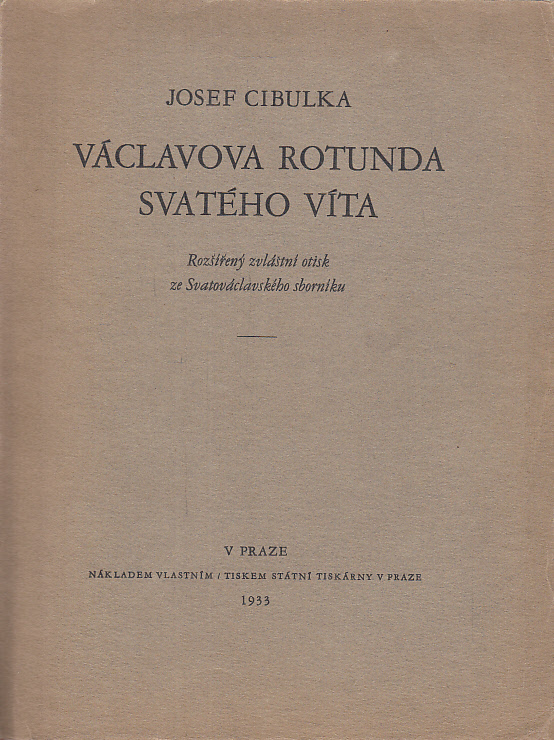 JOSEF CIBULKA
VÁCLAVOVA ROTUNDA
SVATÉHO VÍTA
Rozšířený zvláštní otisk
ze Svatováclavského sborníku
V PRAZE
NÁKLADEM VLASTNÍM / TISKEM STÁTNÍ TISKÁRNY V PRAZE
1933